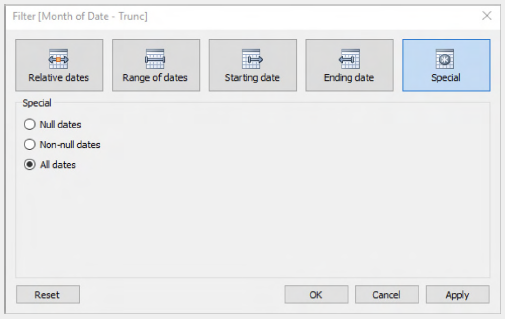 Filter [Month of Date - Trunc]
Relative dates Range of dates Starting date Ending date Special
Special
Null dates
Non-null dates
All dates
Reset OK Cancel Apply